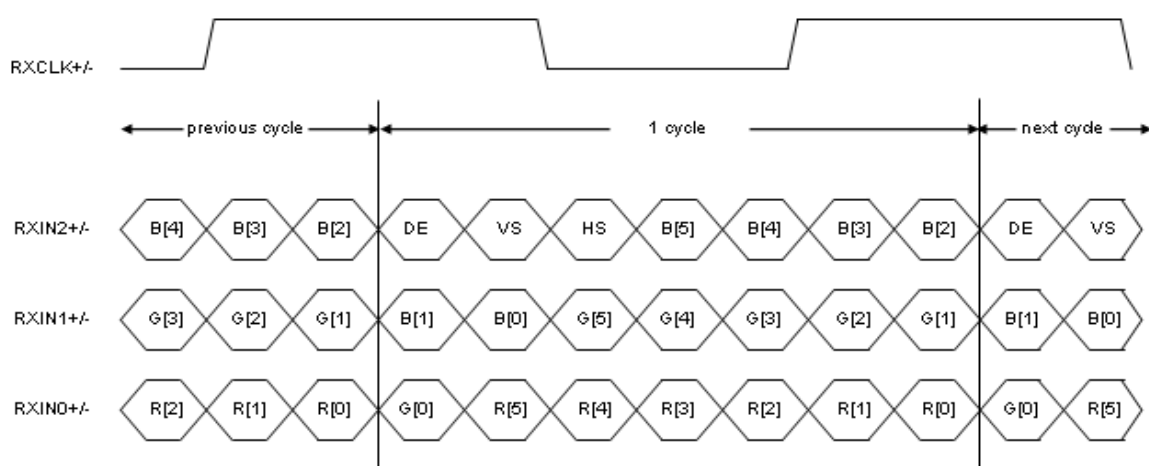 RXCLK+/-
previous cycle 1 cycle next cycle
RXIN2+/- B[4] B[3] B[2] DE VS HS B[5] B[4] B[3] B[2] DE VS
RXIN1+/- G[3] G[2] G[1] B[1] B[0] G[5] G[4] G[3] G[2] G[1] B[1] B[0]
RXIN0+/- R[2] R[1] R[0] G[0] R[5] R[4] R[3] R[2] R[1] R[0] G[0] R[5]